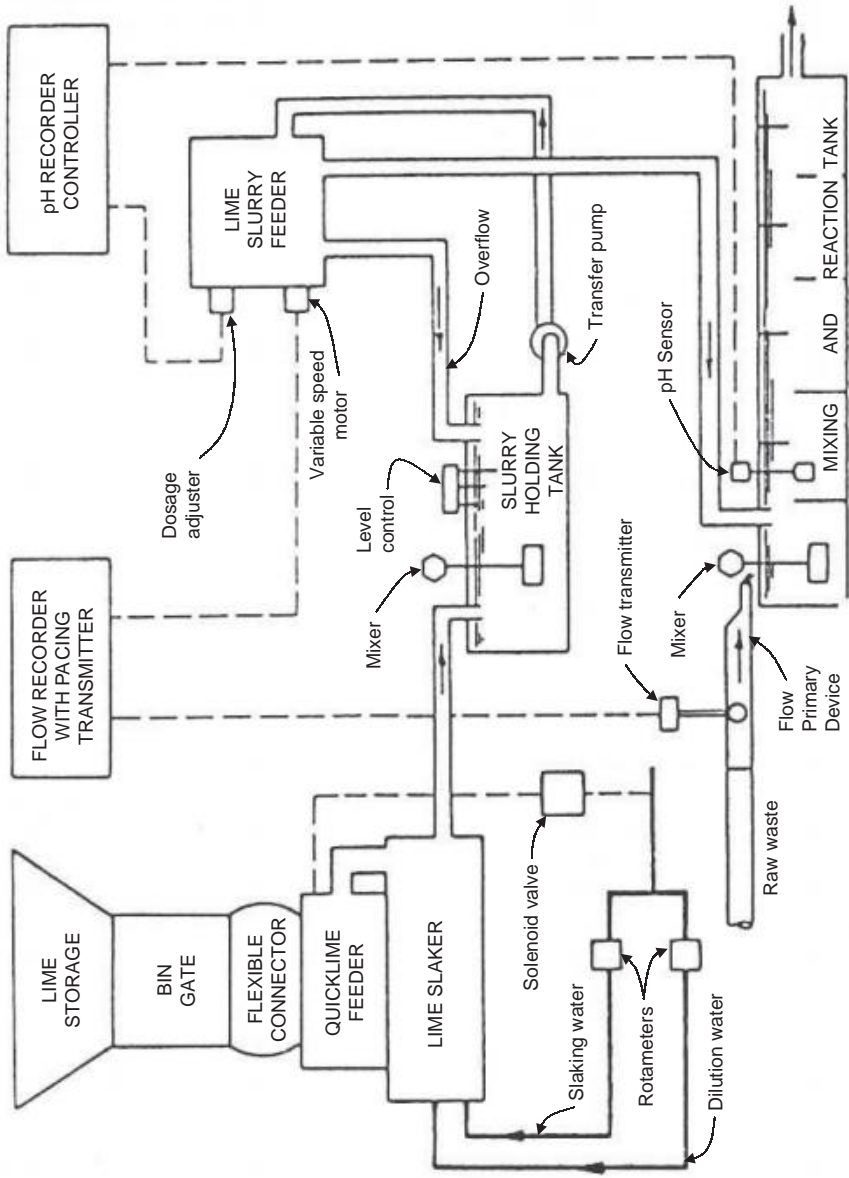 LIME
STORAGE
BIN
GATE
FLEXIBLE
CONNECTOR
QUICKLIME
FEEDER
LIME SLAKER
Slaking water
Rotameters
Dilution water
Solenoid valve
FLOW RECORDER
WITH PACING
TRANSMITTER
pH RECORDER
CONTROLLER
LIME
SLURRY
FEEDER
Dosage
adjuster
Variable speed
motor
Overflow
Transfer pump
Level
control
Mixer
SLURRY
HOLDING
TANK
Flow transmitter
Mixer
pH Sensor
Raw waste
Flow
Primary
Device
MIXING AND REACTION TANK